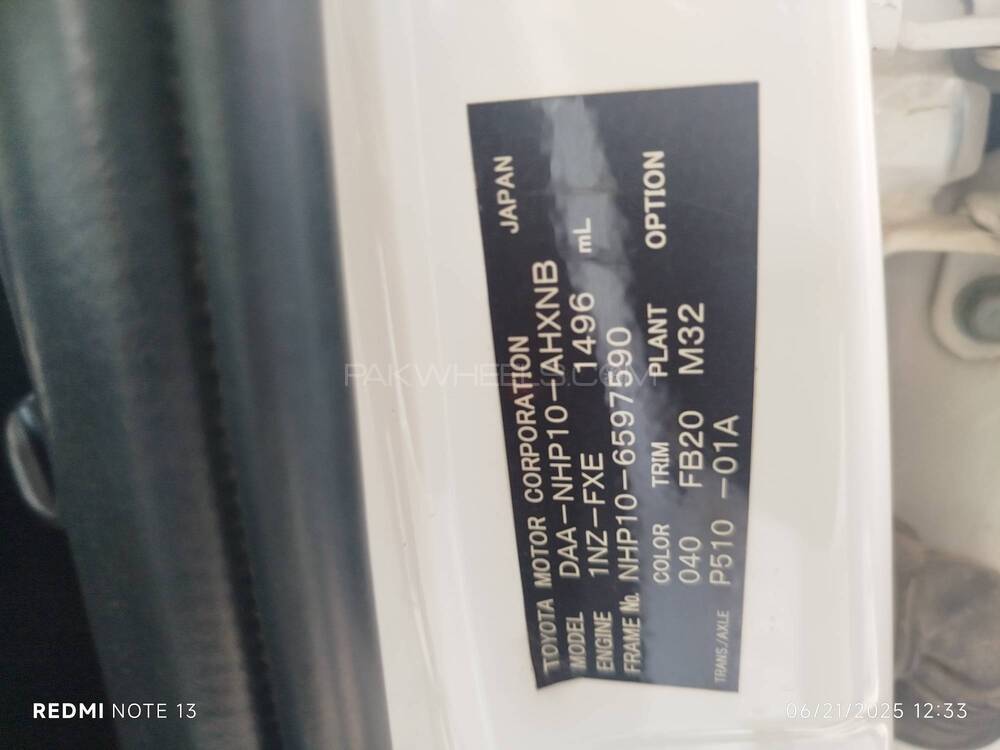 TOYOTA MOTOR CORPORATION JAPAN
MODEL DAA-NHP10-AHXNB
ENGINE 1NZ-FXE 1496 mL
FRAME No. NHP10-6597590
COLOR TRIM PLANT OPTION
040 FB20 M32
TRANS./AXLE P510 -01A
PAKWHEELS.COM
REDMI NOTE 13
06/21/2025 12:33